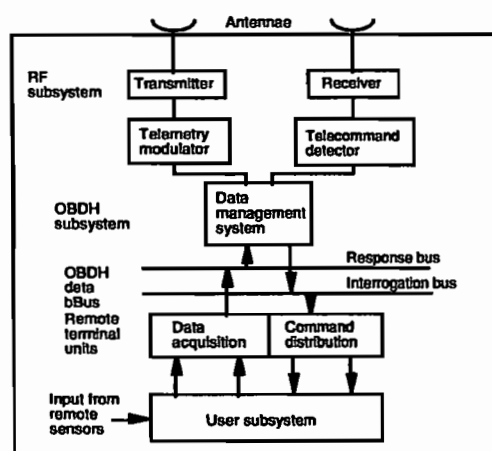 Antennae
RF
subsystem
Transmitter
Receiver
Telemetry
modulator
Telecommand
detector
OBDH
subsystem
Data
management
system
Response bus
Interrogation bus
OBDH
data
bBus
Remote
terminal
units
Data
acquisition
Command
distribution
Input from
remote
sensors
User subsystem